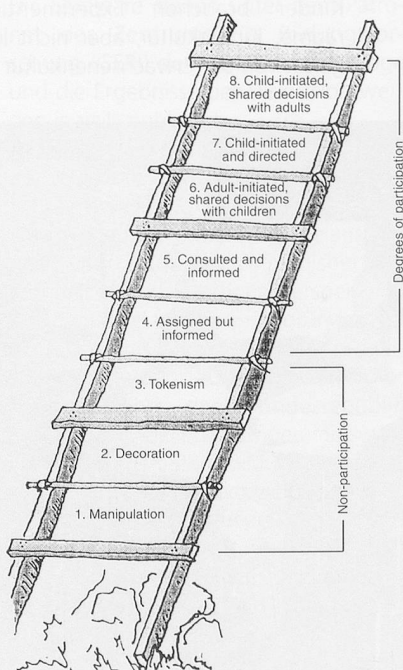 8. Child-initiated,
shared decisions
with adults
7. Child-initiated
and directed
6. Adult-initiated,
shared decisions
with children
5. Consulted and
informed
4. Assigned but
informed
3. Tokenism
2. Decoration
1. Manipulation
Degrees of participation
Non-participation